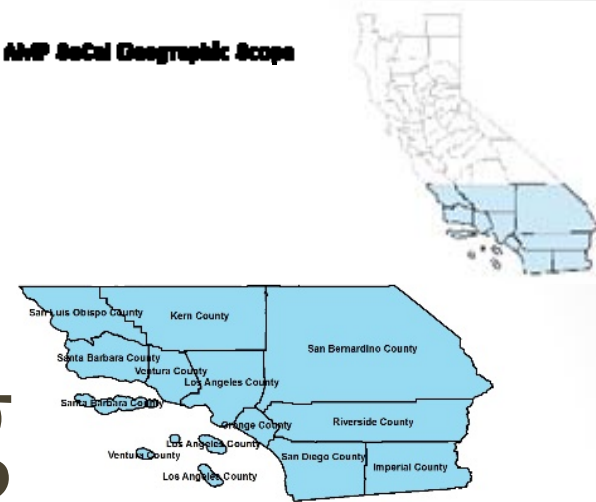 AMP SoCal Geographic Scope
San Luis Obispo County
Kern County
San Bernardino County
Santa Barbara County
Ventura County
Los Angeles County
Santa Barbara County
Orange County
Riverside County
Los Angeles County
Ventura County
San Diego County
Imperial County
Los Angeles County